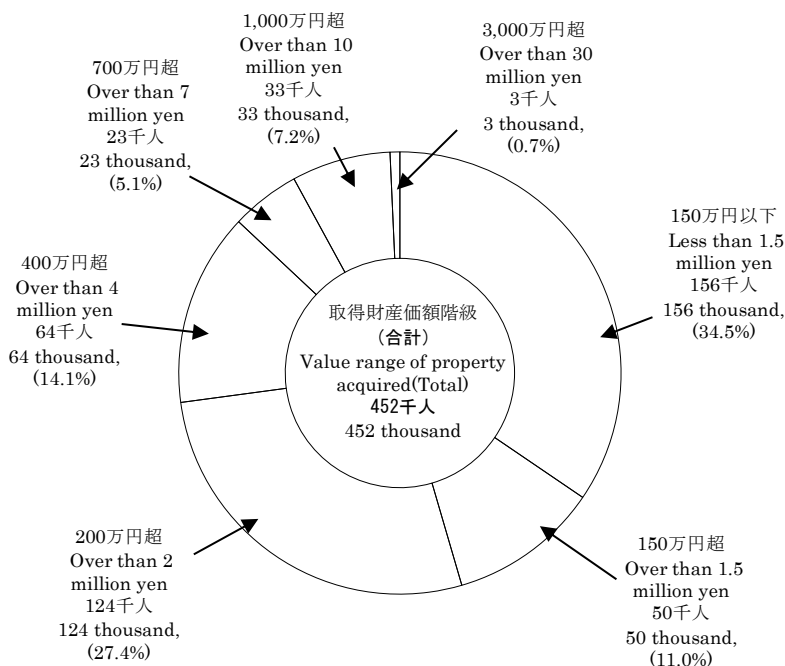 1,000万円超
Over than 10
million yen
33千人
33 thousand,
(7.2%)
3,000万円超
Over than 30
million yen
3千人
3 thousand,
(0.7%)
700万円超
Over than 7
million yen
23千人
23 thousand,
(5.1%)
150万円以下
Less than 1.5
million yen
156千人
156 thousand,
(34.5%)
400万円超
Over than 4
million yen
64千人
64 thousand,
(14.1%)
取得財産価額階級
(合計)
Value range of property
acquired(Total)
452千人
452 thousand
200万円超
Over than 2
million yen
124千人
124 thousand,
(27.4%)
150万円超
Over than 1.5
million yen
50千人
50 thousand,
(11.0%)